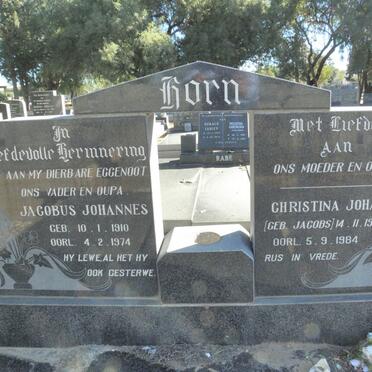 Horn
In
Liefdevolle Herinnering
AAN MY DIERBARE EGGENOOT
ONS VADER EN OUPA
JACOBUS JOHANNES
GEB. 10.1.1910
OORL. 4.2.1974
HY LEWE, AL HET HY
OOK GESTERWE.
RABE
Met Liefde
AAN
ONS MOEDER EN OU
CHRISTINA JOHA
[GEB. JACOBS] 14.11.19
OORL. 5.9.1984
RUS IN VREDE.